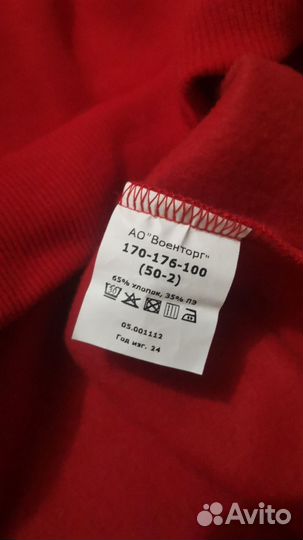 АО"Военторг"
170-176-100
(50-2)
65% хлопок, 35% ПЭ
05.001112
Год изг. 24
Avito